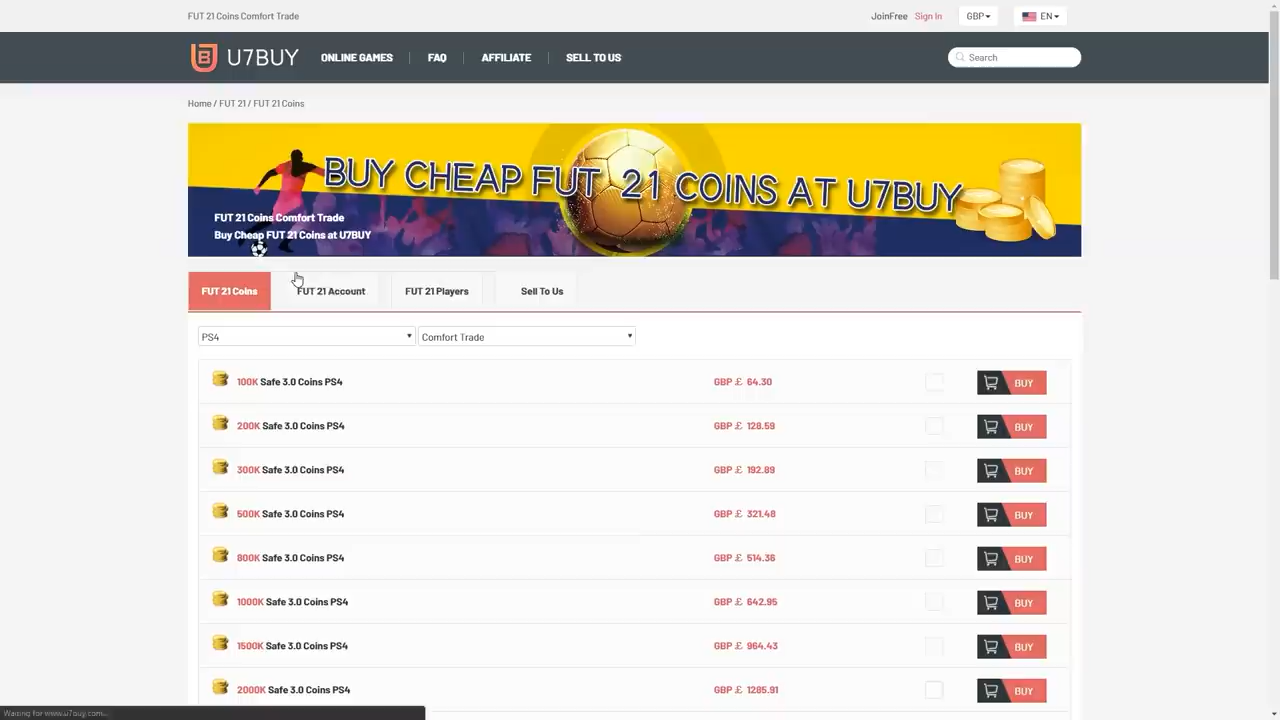 FUT 21 Coins Comfort Trade
JoinFree Sign In GBP EN
U7BUY ONLINE GAMES FAQ AFFILIATE SELL TO US Search
Home / FUT 21 / FUT 21 Coins
BUY CHEAP FUT 21 COINS AT U7BUY
FUT 21 Coins Comfort Trade
Buy Cheap FUT 21 Coins at U7BUY
FUT 21 Coins FUT 21 Account FUT 21 Players Sell To Us
PS4 Comfort Trade
100K Safe 3.0 Coins PS4 GBP £ 64.30 BUY
200K Safe 3.0 Coins PS4 GBP £ 128.59 BUY
300K Safe 3.0 Coins PS4 GBP £ 192.89 BUY
500K Safe 3.0 Coins PS4 GBP £ 321.48 BUY
800K Safe 3.0 Coins PS4 GBP £ 514.36 BUY
1000K Safe 3.0 Coins PS4 GBP £ 642.95 BUY
1500K Safe 3.0 Coins PS4 GBP £ 964.43 BUY
2000K Safe 3.0 Coins PS4 GBP £ 1285.91 BUY
Waiting for www.u7buy.com...